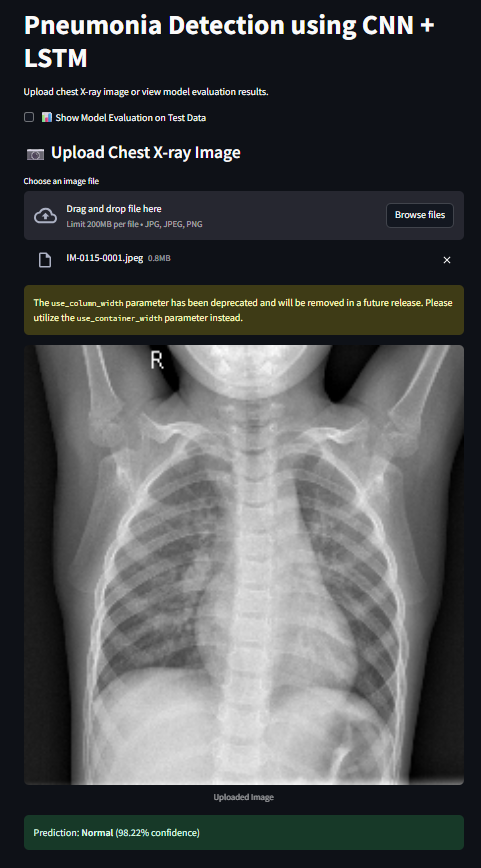 Pneumonia Detection using CNN +
LSTM
Upload chest X-ray image or view model evaluation results.
Show Model Evaluation on Test Data
Upload Chest X-ray Image
Choose an image file
Drag and drop file here
Limit 200MB per file • JPG, JPEG, PNG
Browse files
IM-0115-0001.jpeg 0.8MB
The use_column_width parameter has been deprecated and will be removed in a future release. Please
utilize the use_container_width parameter instead.
R
Uploaded Image
Prediction: Normal (98.22% confidence)